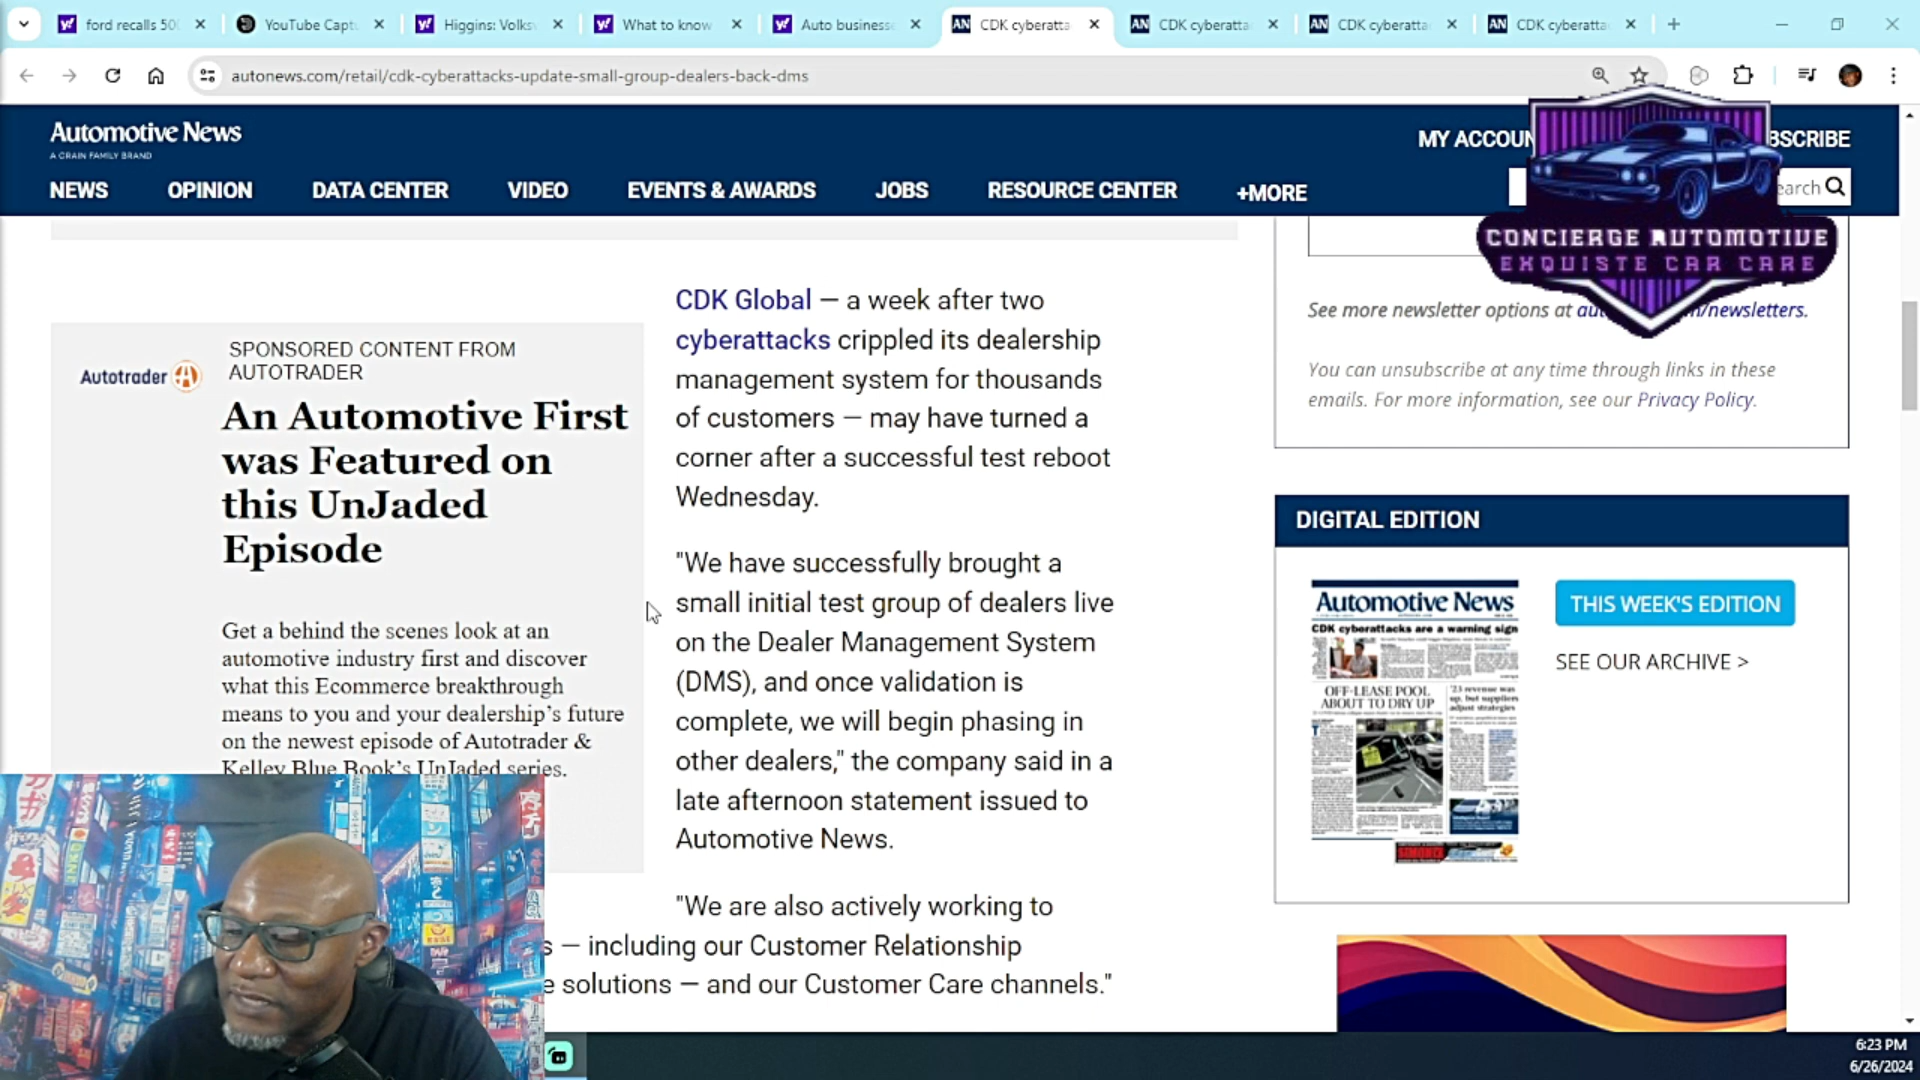 ford recalls 50
YouTube Capt
Higgins: Volks
What to know
Auto businesse
CDK cyberatta
CDK cyberatta
CDK cyberatta
CDK cyberatta
autonews.com/retail/cdk-cyberattacks-update-small-group-dealers-back-dms
Automotive News
A CRAIN FAMILY BRAND
MY ACCOUN
BSCRIBE
NEWS
OPINION
DATA CENTER
VIDEO
EVENTS & AWARDS
JOBS
RESOURCE CENTER
+MORE
earch
CONCIERGE AUTOMOTIVE
EXQUISTE CAR CARE
SPONSORED CONTENT FROM
AUTOTRADER
Autotrader
An Automotive First
was Featured on
this UnJaded
Episode
Get a behind the scenes look at an
automotive industry first and discover
what this Ecommerce breakthrough
means to you and your dealership's future
on the newest episode of Autotrader &
Kelley Blue Book's UnJaded series.
CDK Global — a week after two
cyberattacks crippled its dealership
management system for thousands
of customers — may have turned a
corner after a successful test reboot
Wednesday.
"We have successfully brought a
small initial test group of dealers live
on the Dealer Management System
(DMS), and once validation is
complete, we will begin phasing in
other dealers," the company said in a
late afternoon statement issued to
Automotive News.
"We are also actively working to
s — including our Customer Relationship
e solutions — and our Customer Care channels."
See more newsletter options at au
m/newsletters.
You can unsubscribe at any time through links in these
emails. For more information, see our Privacy Policy.
DIGITAL EDITION
Automotive News
CDK cyberattacks are a warning sign
OFF-LEASE POOL
ABOUT TO DRY UP
'23 revenue was
up, but suppliers
adjust strategies
THIS WEEK'S EDITION
SEE OUR ARCHIVE >
6:23 PM
6/26/2024